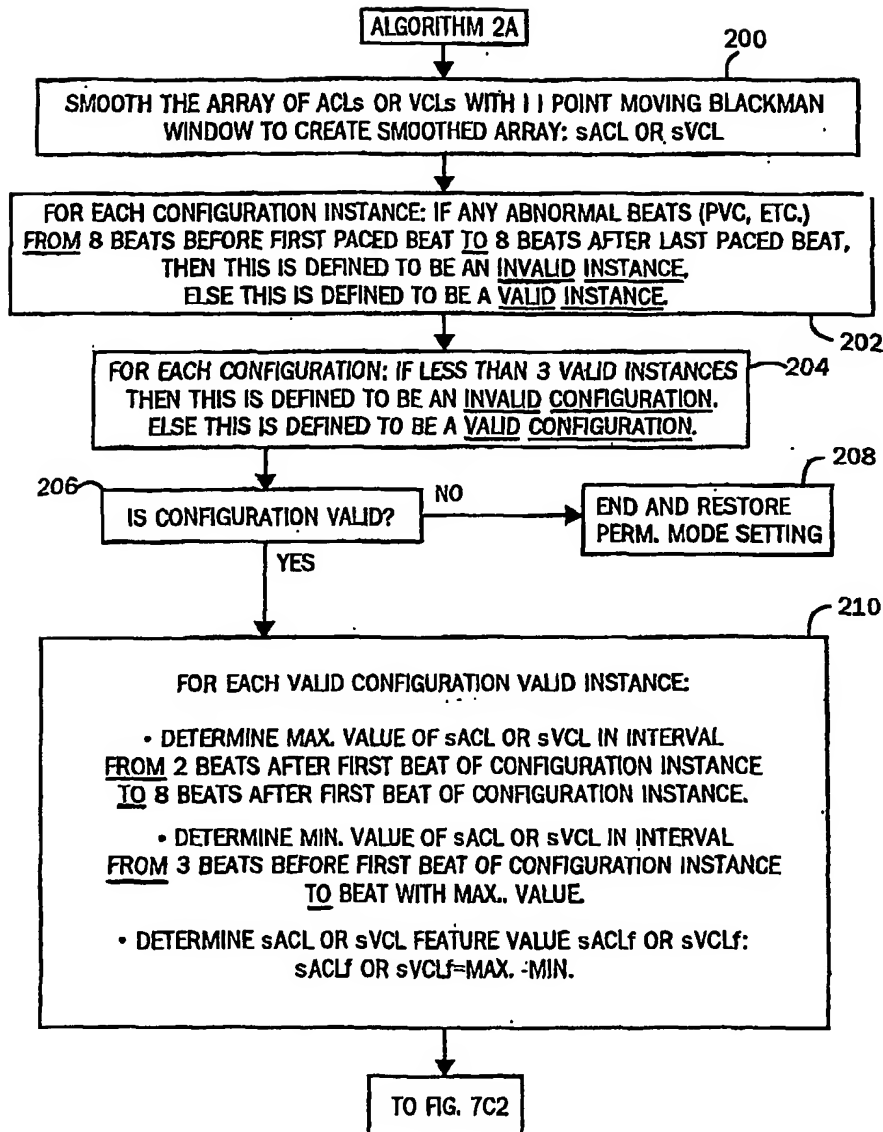 ALGORITHM 2A
200
SMOOTH THE ARRAY OF ACLs OR VCLs WITH 11 POINT MOVING BLACKMAN
WINDOW TO CREATE SMOOTHED ARRAY: sACL OR sVCL
FOR EACH CONFIGURATION INSTANCE: IF ANY ABNORMAL BEATS (PVC, ETC.)
FROM 8 BEATS BEFORE FIRST PACED BEAT TO 8 BEATS AFTER LAST PACED BEAT,
THEN THIS IS DEFINED TO BE AN INVALID INSTANCE,
ELSE THIS IS DEFINED TO BE A VALID INSTANCE.
202
FOR EACH CONFIGURATION: IF LESS THAN 3 VALID INSTANCES
THEN THIS IS DEFINED TO BE AN INVALID CONFIGURATION.
ELSE THIS IS DEFINED TO BE A VALID CONFIGURATION.
204
206
IS CONFIGURATION VALID?
NO
208
END AND RESTORE
PERM. MODE SETTING
YES
210
FOR EACH VALID CONFIGURATION VALID INSTANCE:
• DETERMINE MAX. VALUE OF sACL OR sVCL IN INTERVAL
FROM 2 BEATS AFTER FIRST BEAT OF CONFIGURATION INSTANCE
TO 8 BEATS AFTER FIRST BEAT OF CONFIGURATION INSTANCE.
• DETERMINE MIN. VALUE OF sACL OR sVCL IN INTERVAL
FROM 3 BEATS BEFORE FIRST BEAT OF CONFIGURATION INSTANCE
TO BEAT WITH MAX.. VALUE.
• DETERMINE sACL OR sVCL FEATURE VALUE sACLf OR sVCLf:
sACLf OR sVCLf=MAX. -MIN.
TO FIG. 7C2